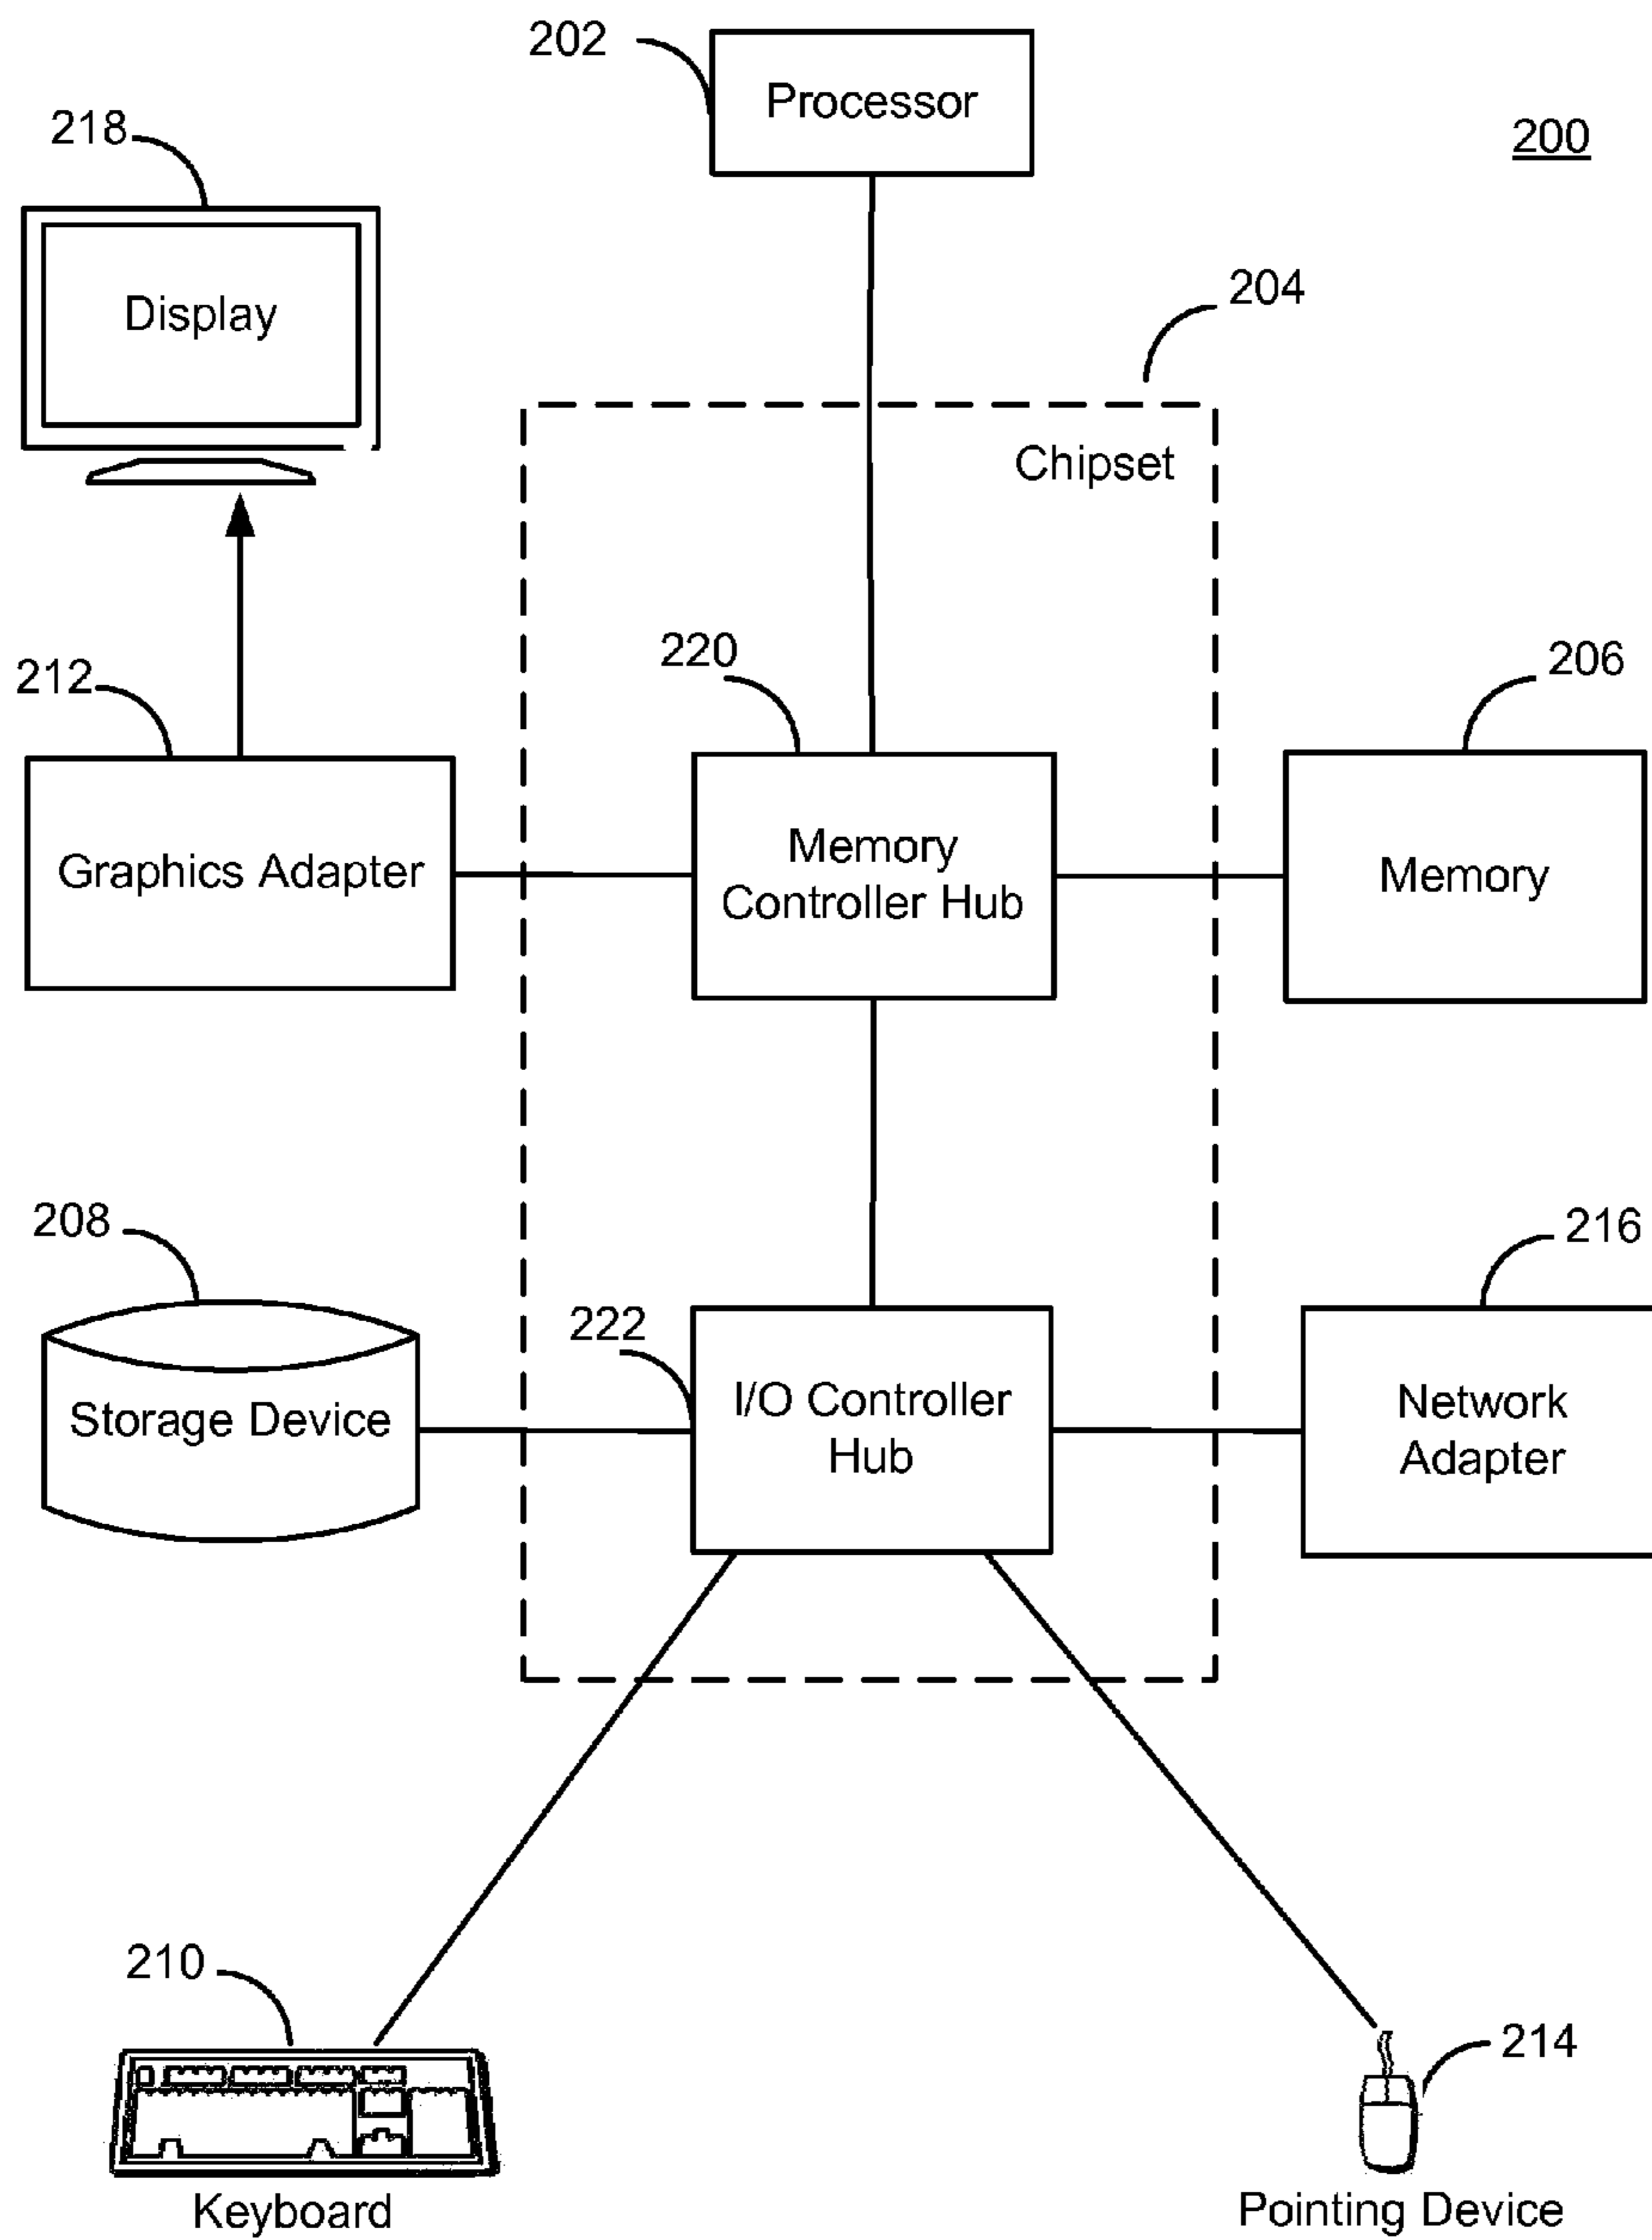 202
Processor
200
218
Display
204
Chipset
220
212
206
Graphics Adapter
Memory
Controller Hub
Memory
208
216
222
Storage Device
I/O Controller
Hub
Network
Adapter
210
214
Keyboard
Pointing Device